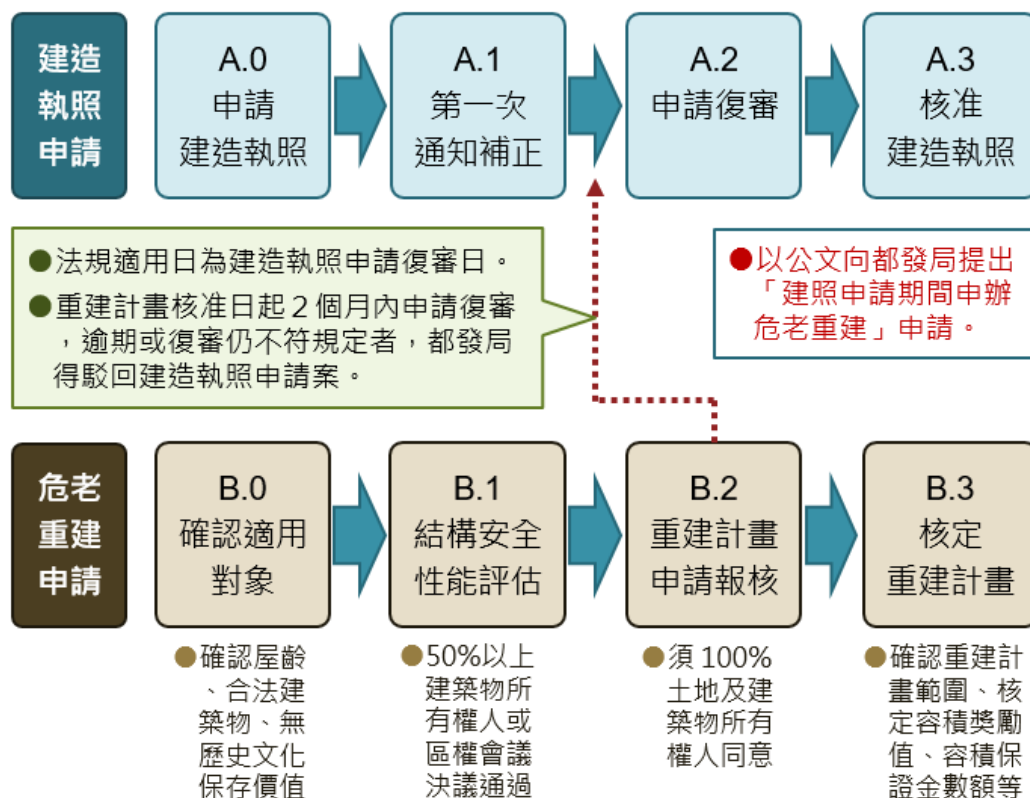 建造
執照
申請
A.0
申請
建造執照
A.1
第一次
通知補正
A.2
申請復審
A.3
核准
建造執照
●法規適用日為建造執照申請復審日。
●重建計畫核准日起２個月內申請復審
，逾期或復審仍不符規定者，都發局
得駁回建造執照申請案。
●以公文向都發局提出
「建照申請期間申辦
危老重建」申請。
危老
重建
申請
B.0
確認適用
對象
B.1
結構安全
性能評估
B.2
重建計畫
申請報核
B.3
核定
重建計畫
●確認屋齡
、合法建
築物、無
歷史文化
保存價值
●50%以上
建築物所
有權人或
區權會議
決議通過
●須 100%
土地及建
築物所有
權人同意
●確認重建計
畫範圍、核
定容積獎勵
值、容積保
證金數額等